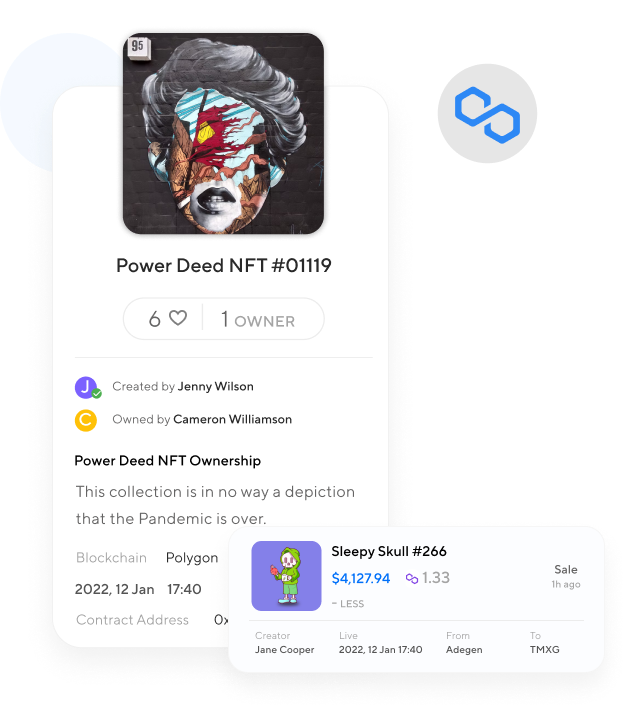 95
Power Deed NFT #01119
6
1 OWNER
J
Created by Jenny Wilson
C
Owned by Cameron Williamson
Power Deed NFT Ownership
This collection is in no way a depiction
that the Pandemic is over.
Blockchain Polygon
2022, 12 Jan 17:40
Contract Address 0x
Sleepy Skull #266
$4,127.94 1.33
– LESS
Sale
1h ago
Creator Live From To
Jane Cooper 2022, 12 Jan 17:40 Adegen TMXG